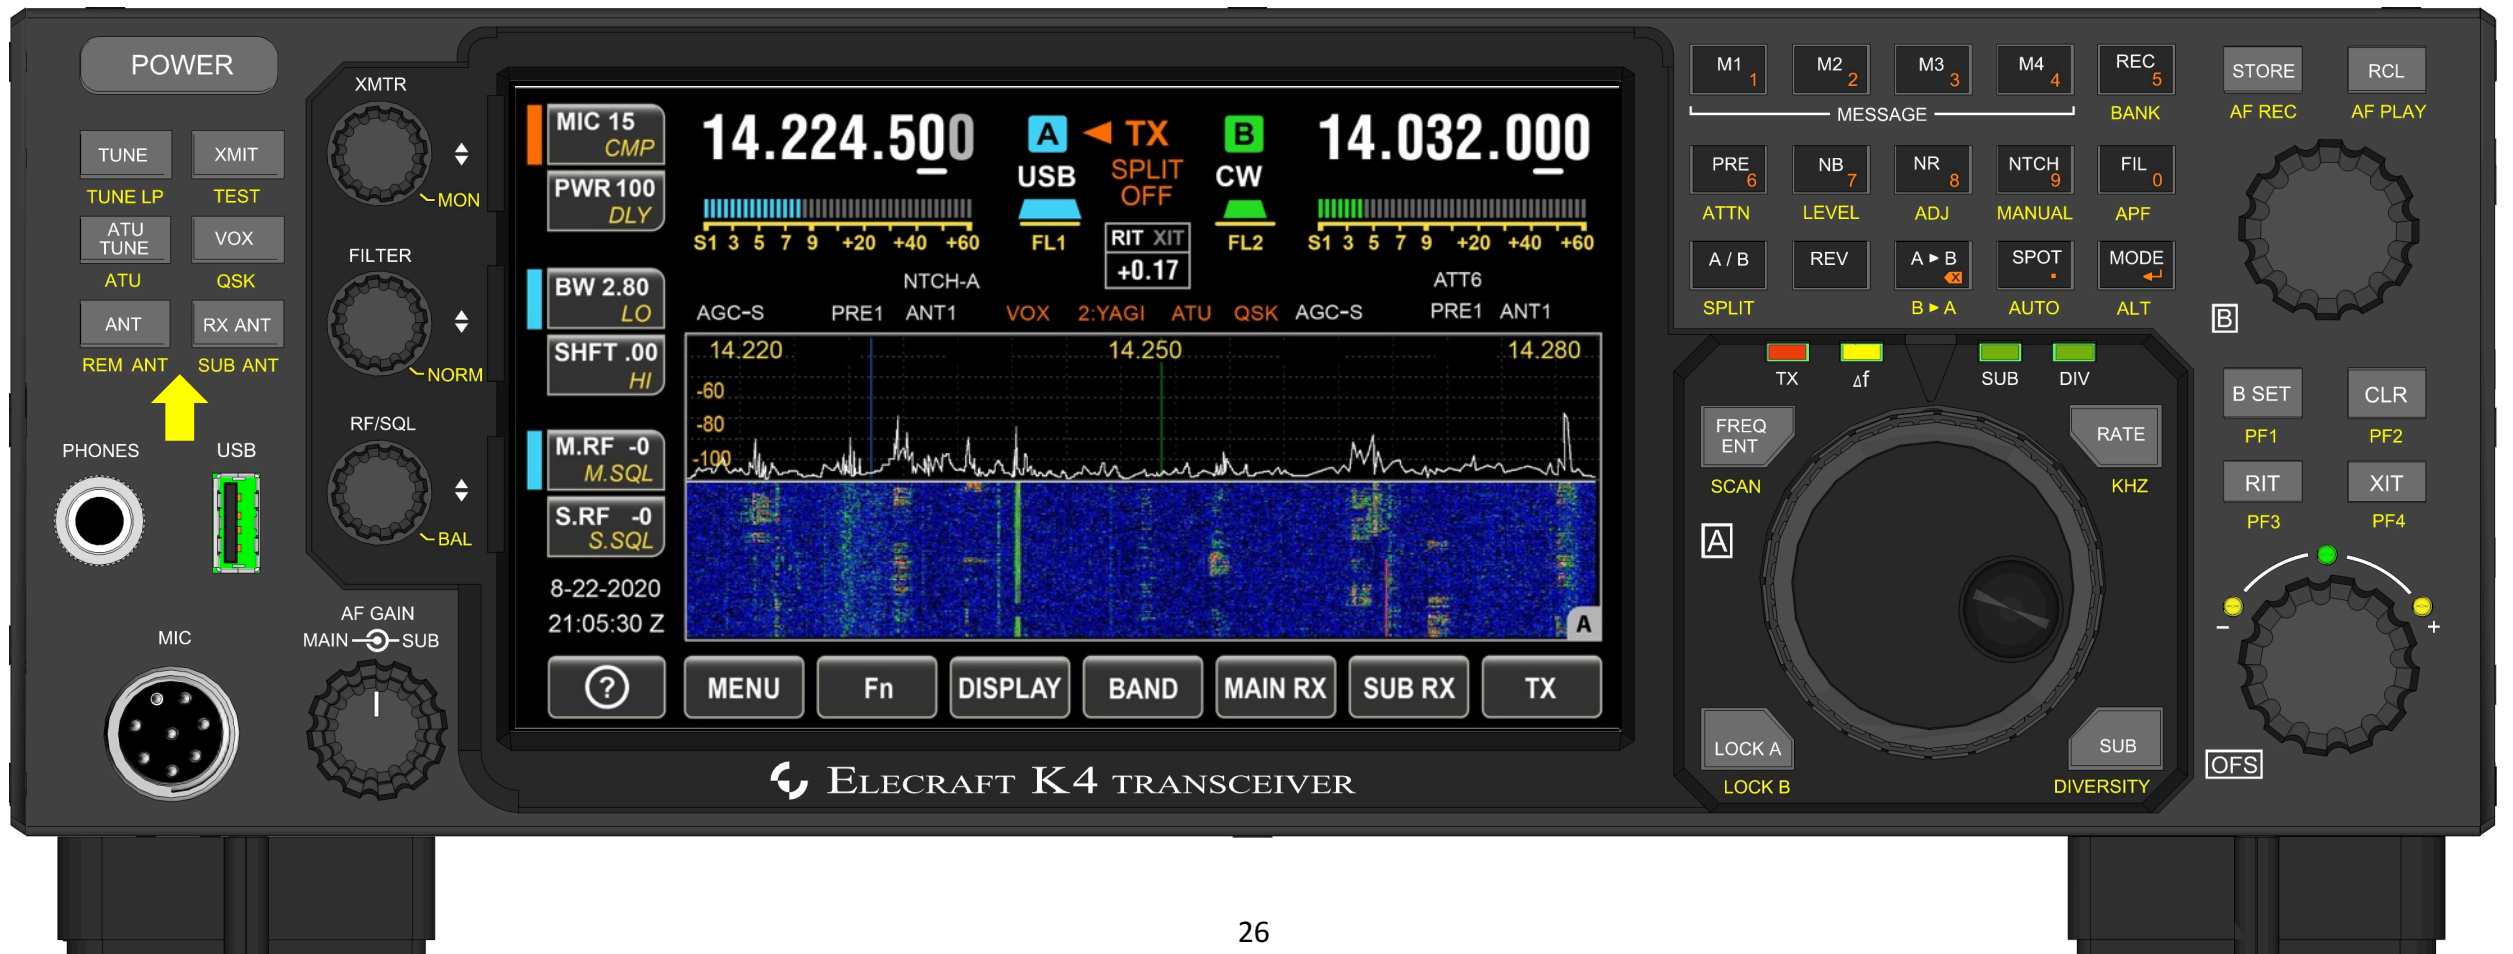 POWER
TUNE XMIT
TUNE LP TEST
ATU TUNE VOX
ATU QSK
ANT RX ANT
REM ANT SUB ANT
PHONES USB
MIC
XMTR
MON
FILTER
NORM
RF/SQL
BAL
AF GAIN
MAIN SUB
MIC 15
CMP
PWR 100
DLY
BW 2.80
LO
SHFT .00
HI
M.RF -0
M.SQL
S.RF -0
S.SQL
8-22-2020
21:05:30 Z
14.224.500 A TX B 14.032.000
USB SPLIT OFF CW
S1 3 5 7 9 +20 +40 +60 FL1 RIT XIT FL2 S1 3 5 7 9 +20 +40 +60
+0.17
NTCH-A ATT6
AGC-S PRE1 ANT1 VOX 2:YAGI ATU QSK AGC-S PRE1 ANT1
14.220 14.250 14.280
-60
-80
-100
A
? MENU Fn DISPLAY BAND MAIN RX SUB RX TX
ELECRAFT K4 TRANSCEIVER
M1 1 M2 2 M3 3 M4 4 REC 5
MESSAGE BANK
PRE 6 NB 7 NR 8 NTCH 9 FIL 0
ATTN LEVEL ADJ MANUAL APF
A / B REV A ▸ B SPOT . MODE
SPLIT B ▸ A AUTO ALT
TX Δf SUB DIV
FREQ ENT RATE
SCAN KHZ
A
LOCK A SUB
LOCK B DIVERSITY
STORE RCL
AF REC AF PLAY
B
B SET CLR
PF1 PF2
RIT XIT
PF3 PF4
− +
OFS
26